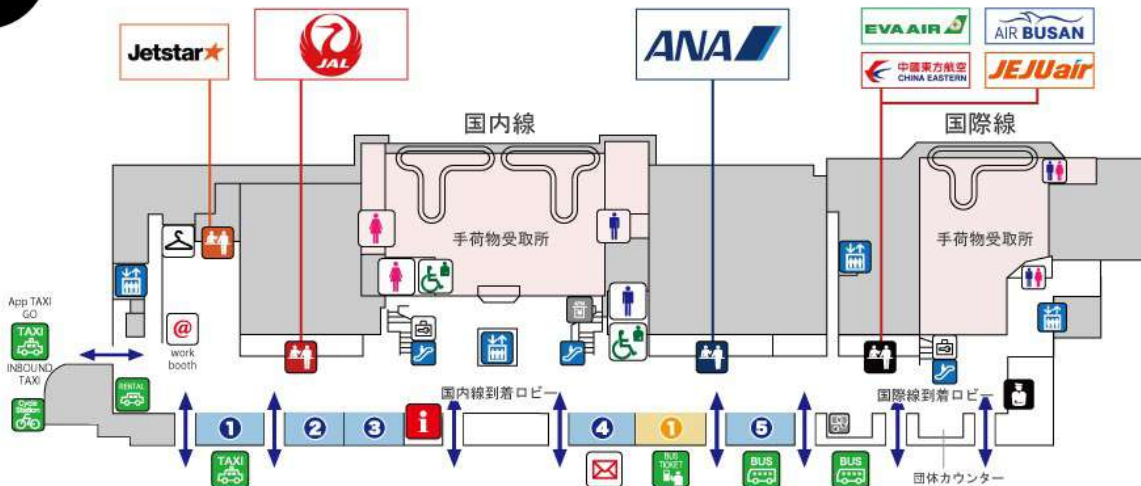 Jetstar
JAL
ANA
EVA AIR
AIR BUSAN
中國東方航空
CHINA EASTERN
JEJUair
国内線
国際線
手荷物受取所
手荷物受取所
App TAXI
GO
TAXI
INBOUND
TAXI
Cycle
Station
@
work
booth
RENTAL
国内線到着ロビー
国際線到着ロビー
1
2
3
i
4
1
5
TAXI
BUS
TICKET
BUS
BUS
団体カウンター